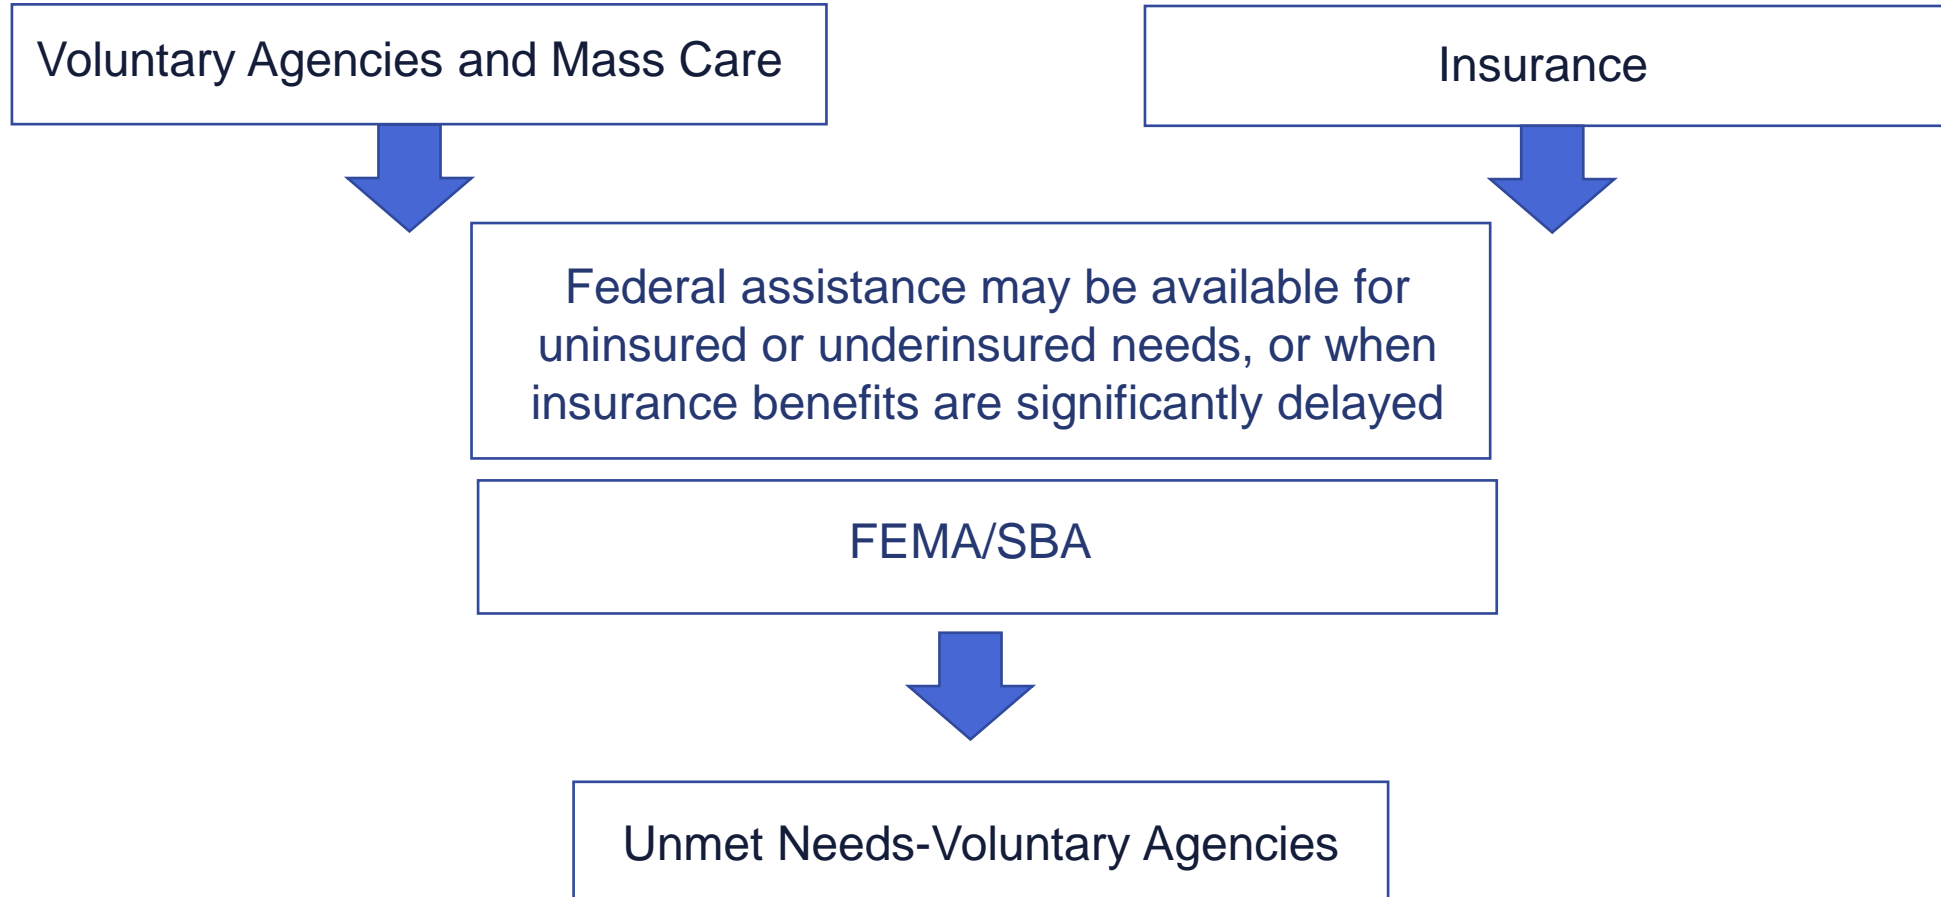 Voluntary Agencies and Mass Care
Insurance
Federal assistance may be available for
uninsured or underinsured needs, or when
insurance benefits are significantly delayed
FEMA/SBA
Unmet Needs-Voluntary Agencies